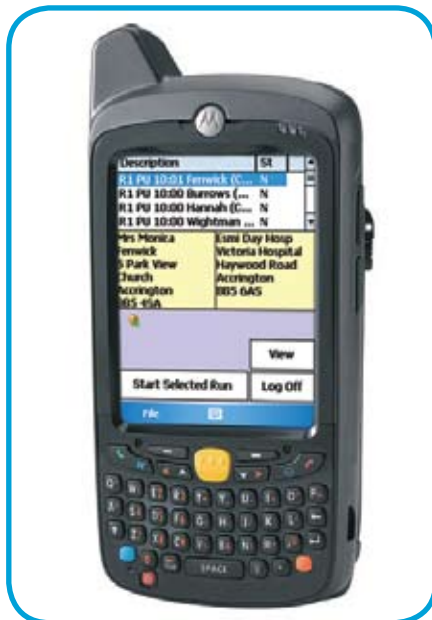 Description St
R1 PU 10:01 Fenwick (C... N
R1 PU 10:00 Burrows (... N
R1 PU 10:00 Hannah (C... N
R1 PU 10:00 Wightman ... N
Mrs Monica Esmi Day Hosp
Fenwick Victoria Hospital
5 Park View Haywood Road
Church Accrington
Accrington BB5 6AS
BB5 4SA
View
Start Selected Run Log Off
File
Q W E R T Y U I O P
A S D F G H J K L
Z X C V B N M
SPACE